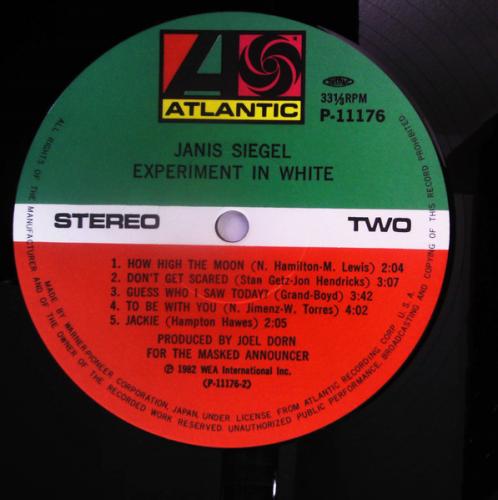 ATLANTIC
33⅓RPM
P-11176
JANIS SIEGEL
EXPERIMENT IN WHITE
STEREO
TWO
1. HOW HIGH THE MOON (N. Hamilton-M. Lewis) 2:04
2. DON'T GET SCARED (Stan Getz-Jon Hendricks) 3:07
3. GUESS WHO I SAW TODAY? (Grand-Boyd) 3:42
4. TO BE WITH YOU (N. Jimenz-W. Torres) 4:02
5. JACKIE (Hampton Hawes) 2:05
PRODUCED BY JOEL DORN
FOR THE MASKED ANNOUNCER
℗ 1982 WEA International Inc.
(P-11176-2)
MADE BY WARNER-PIONEER CORPORATION, JAPAN, UNDER LICENSE FROM ATLANTIC RECORDING CORP. U.S.A.
ALL RIGHTS OF THE MANUFACTURER AND OF THE OWNER OF THE RECORDED WORK RESERVED. UNAUTHORIZED PUBLIC PERFORMANCE, BROADCASTING AND COPYING OF THIS RECORD PROHIBITED